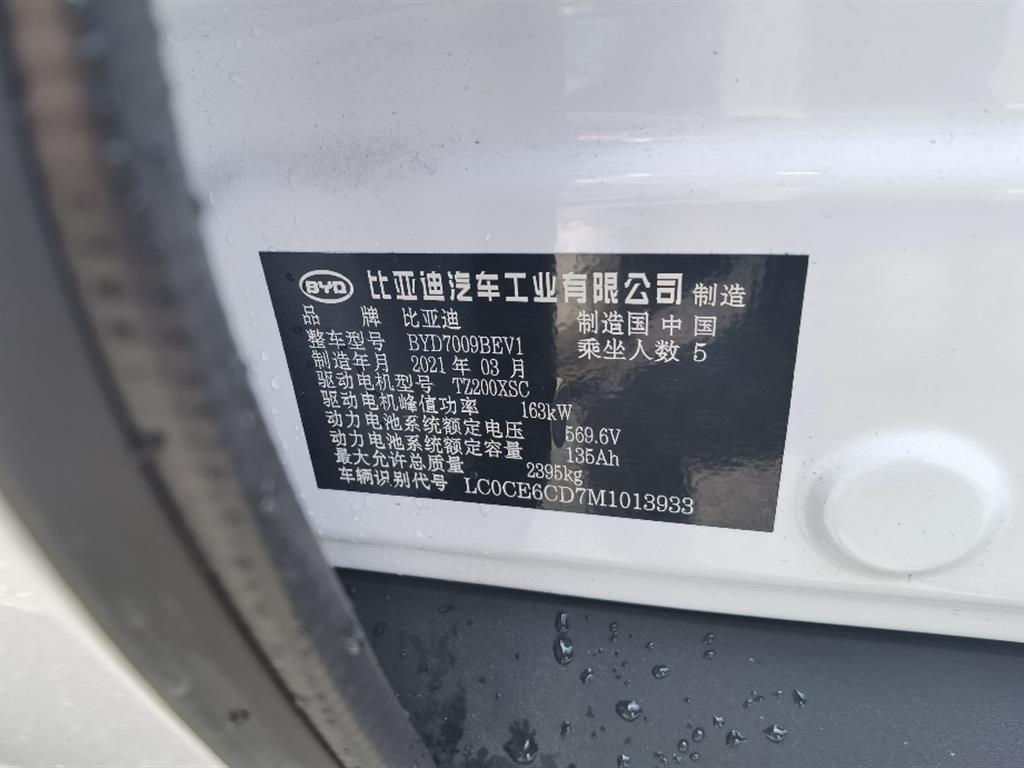 BYD 比亚迪汽车工业有限公司 制造
品牌 比亚迪 制造国 中国
整车型号 BYD7009BEV1 乘坐人数 5
制造年月 2021 年 03 月
驱动电机型号 TZ200XSC
驱动电机峰值功率 163kW
动力电池系统额定电压 569.6V
动力电池系统额定容量 135Ah
最大允许总质量 2395kg
车辆识别代号 LC0CE6CD7M1013933